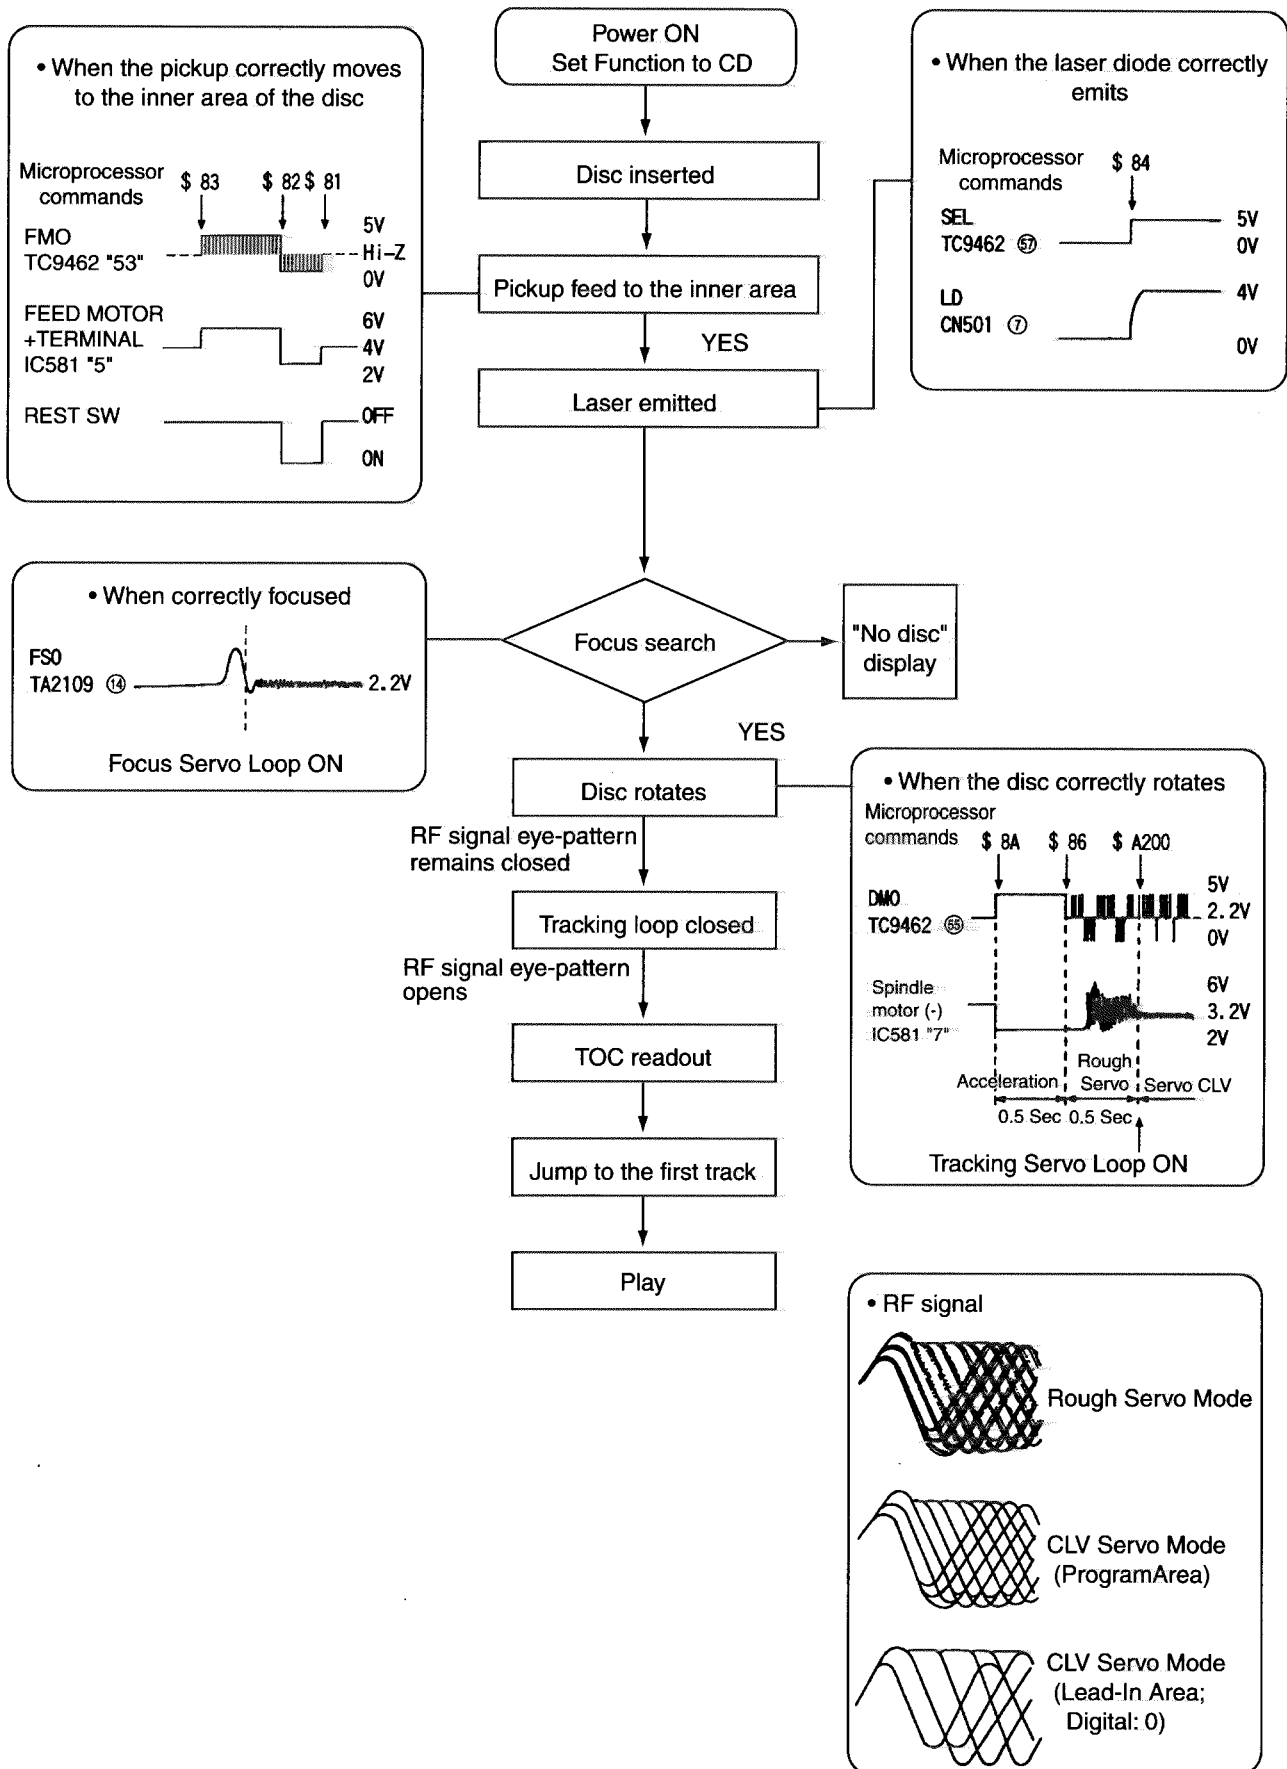 Power ON
Set Function to CD
Disc inserted
Pickup feed to the inner area
YES
Laser emitted
• When the pickup correctly moves
to the inner area of the disc
Microprocessor
commands
$ 83
$ 82
$ 81
FMO
TC9462 "53"
5V
Hi-Z
0V
FEED MOTOR
+TERMINAL
IC581 "5"
6V
4V
2V
REST SW
OFF
ON
• When the laser diode correctly
emits
Microprocessor
commands
$ 84
SEL
TC9462 57
5V
0V
LD
CN501 7
4V
0V
• When correctly focused
FSO
TA2109 14
2.2V
Focus Servo Loop ON
Focus search
"No disc"
display
YES
Disc rotates
RF signal eye-pattern
remains closed
Tracking loop closed
RF signal eye-pattern
opens
TOC readout
Jump to the first track
Play
• When the disc correctly rotates
Microprocessor
commands
$ 8A
$ 86
$ A200
DMO
TC9462 55
5V
2.2V
0V
Spindle
motor (-)
IC581 "7"
6V
3.2V
2V
Acceleration
Rough
Servo
Servo CLV
0.5 Sec
0.5 Sec
Tracking Servo Loop ON
• RF signal
Rough Servo Mode
CLV Servo Mode
(ProgramArea)
CLV Servo Mode
(Lead-In Area;
Digital: 0)